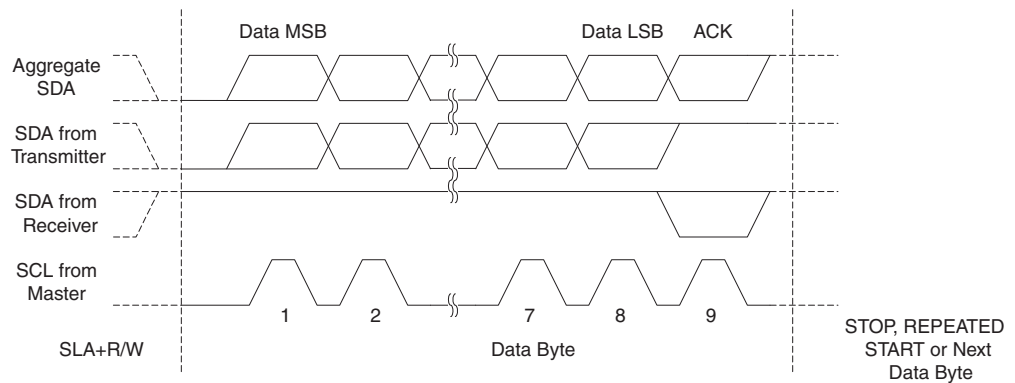 Data MSB
Data LSB
ACK
Aggregate
SDA
SDA from
Transmitter
SDA from
Receiver
SCL from
Master
1
2
7
8
9
SLA+R/W
Data Byte
STOP, REPEATED
START or Next
Data Byte